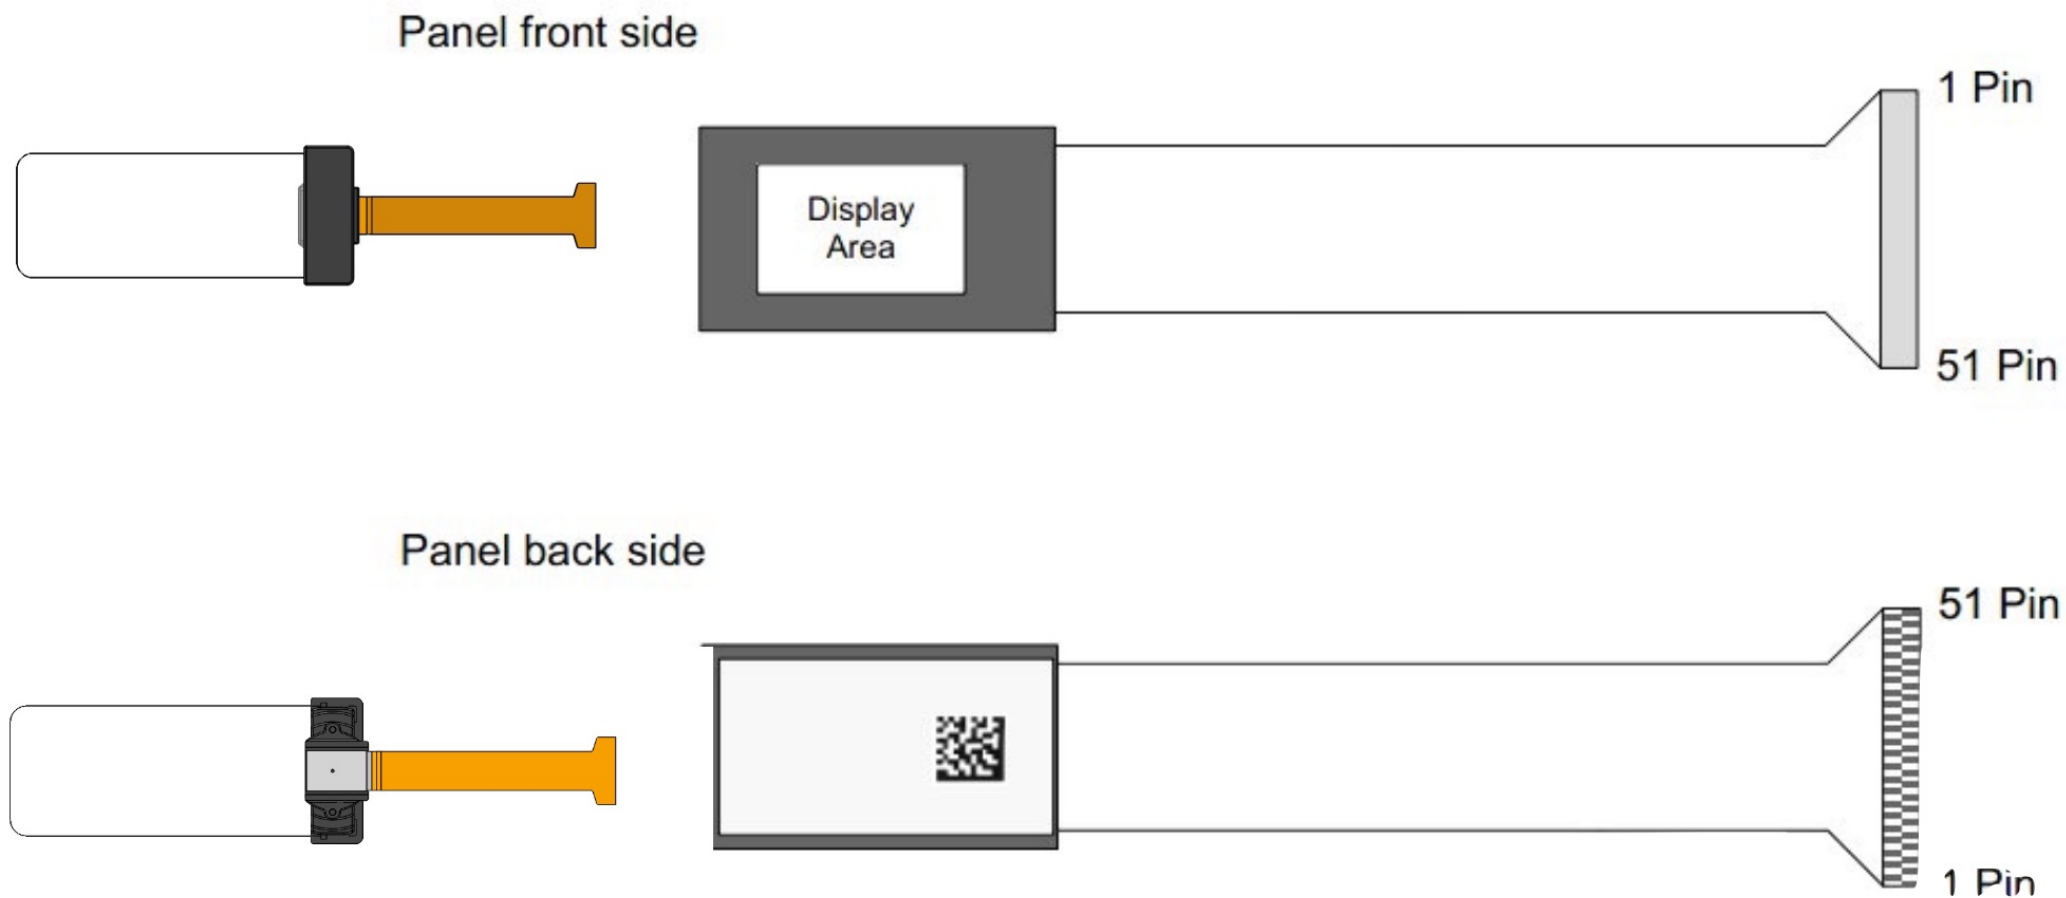 Panel front side
1 Pin
Display
Area
51 Pin
Panel back side
51 Pin
1 Pin